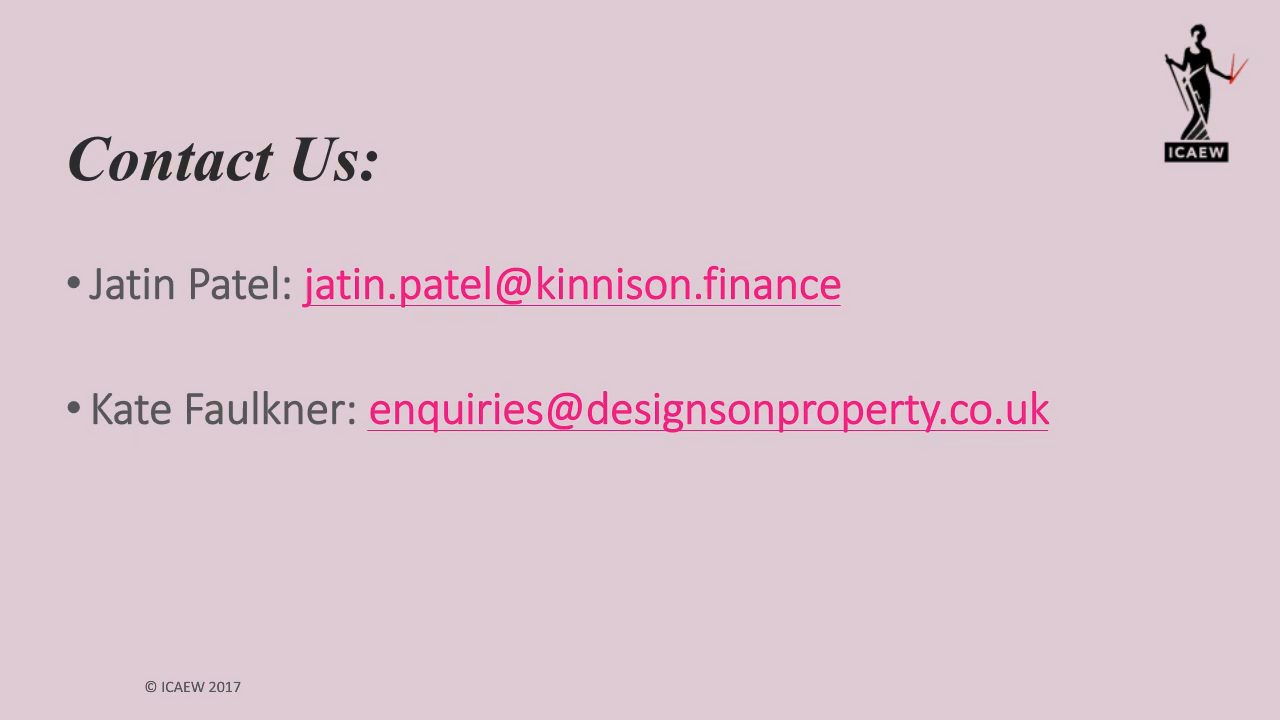 ICAEW
Contact Us:
• Jatin Patel: jatin.patel@kinnison.finance
• Kate Faulkner: enquiries@designsonproperty.co.uk
© ICAEW 2017